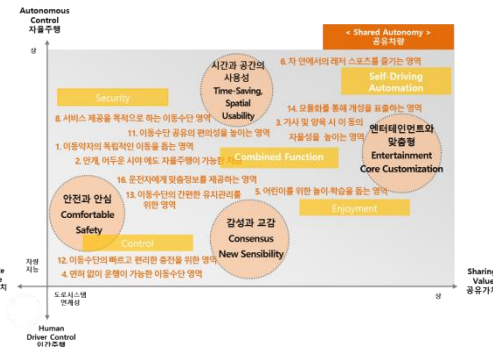 Autonomous
Control
자율주행
상
< Shared Autonomy >
공유차량
시간과 공간의
사용성
Time-Saving,
Spatial
Usability
6. 차 안에서의 레저 스포츠를 즐기는 영역
Self-Driving
Automation
Security
14. 모듈화를 통해 개성을 표출하는 영역
8. 서비스 제공을 목적으로 하는 이동수단 영역
3. 기사 및 양육 시 이 동의
자율성을 높이는 영역
11. 이동수단 공유의 편의성을 높이는 영역
1. 이동약자의 독립적인 이동을 돕는 영역
2. 안개, 어두운 시야 에도 자율주행이 가능한
Combined Function
엔터테인먼트와
맞춤형
Entertainment
Core Customization
16. 운전자에게 맞춤정보를 제공하는 영역
13. 이동수단의 간편한 유지관리를
위한 영역
5. 어린이를 위한 놀이 학습을 돕는 영역
Enjoyment
안전과 안심
Comfortable
Safety
감성과 교감
Consensus
New Sensibility
Control
12. 이동수단의 빠르고 편리한 충전을 위한 영역
4. 면허 없이 운행이 가능한 이동수단 영역
차량
지능
도로시스템
연계성
상
Sharing
Value
공유가치
Human
Driver Control
인간주행